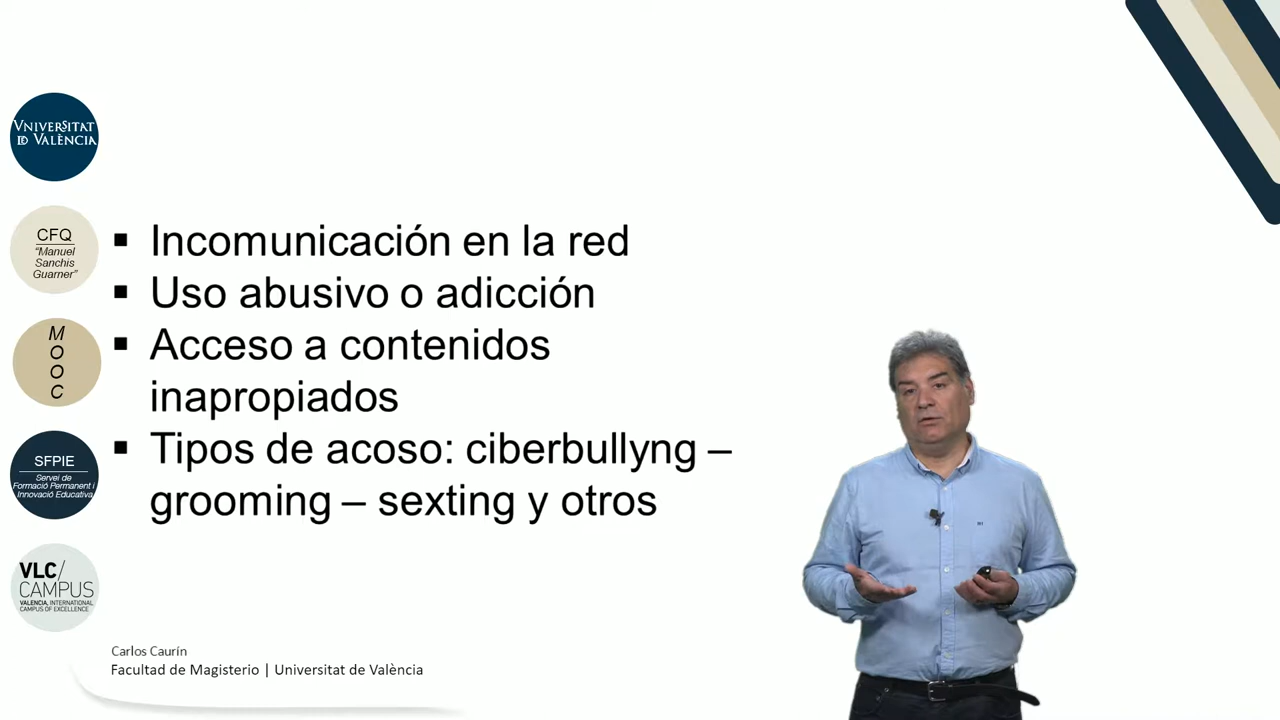 VNIVERSITAT
ID VALÈNCIA
CFQ
"Manuel
Sanchis
Guarner"
M
O
O
C
SFPIE
Servei de
Formació Permanent i
Innovació Educativa
VLC/
CAMPUS
VALENCIA, INTERNATIONAL
CAMPUS OF EXCELLENCE
▪ Incomunicación en la red
▪ Uso abusivo o adicción
▪ Acceso a contenidos
inapropiados
▪ Tipos de acoso: ciberbullyng –
grooming – sexting y otros
Carlos Caurín
Facultad de Magisterio | Universitat de València